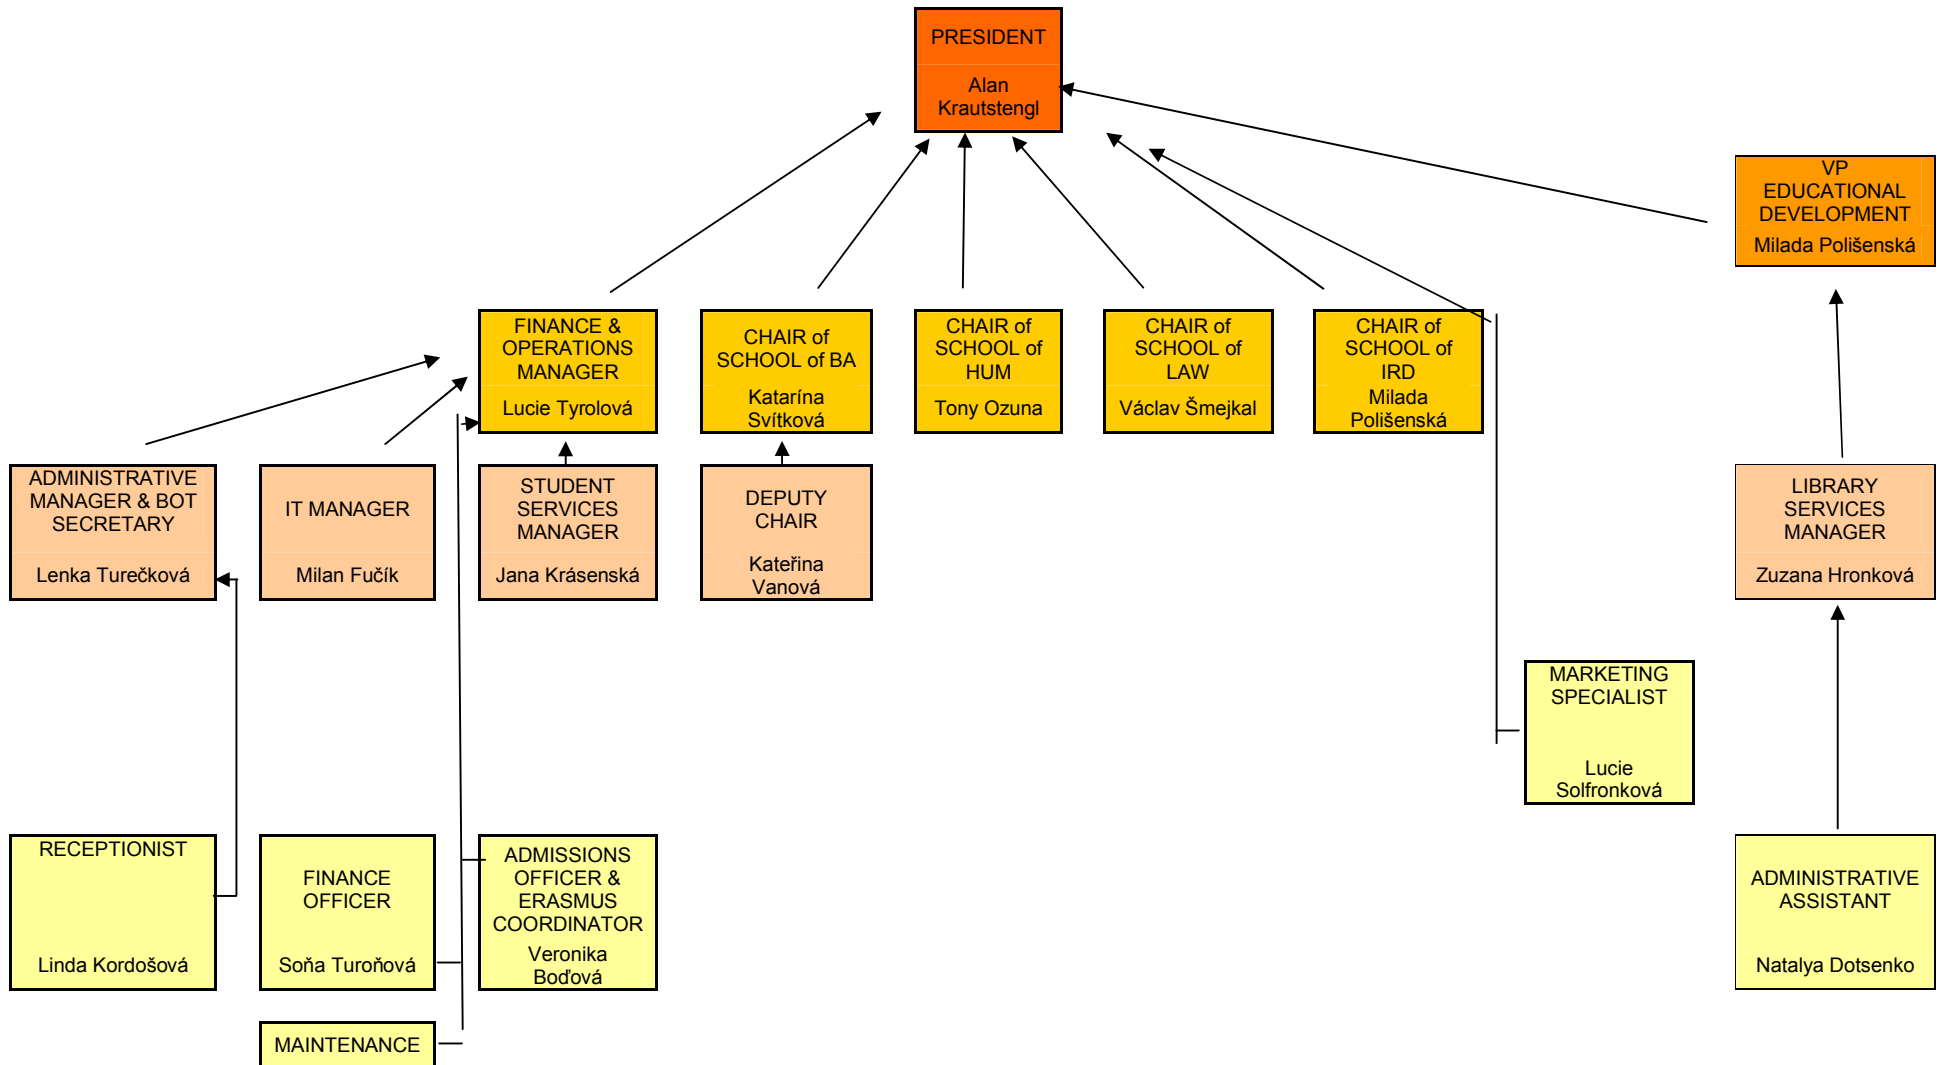 PRESIDENT
Alan
Krautstengl
VP
EDUCATIONAL
DEVELOPMENT
Milada Polišenská
FINANCE &
OPERATIONS
MANAGER
Lucie Tyrolová
CHAIR of
SCHOOL of BA
Katarína
Svítková
CHAIR of
SCHOOL of
HUM
Tony Ozuna
CHAIR of
SCHOOL of
LAW
Václav Šmejkal
CHAIR of
SCHOOL of
IRD
Milada
Polišenská
ADMINISTRATIVE
MANAGER & BOT
SECRETARY
Lenka Turečková
IT MANAGER
Milan Fučík
STUDENT
SERVICES
MANAGER
Jana Krásenská
DEPUTY
CHAIR
Kateřina
Vanová
LIBRARY
SERVICES
MANAGER
Zuzana Hronková
MARKETING
SPECIALIST
Lucie
Solfronková
RECEPTIONIST
Linda Kordošová
FINANCE
OFFICER
Soňa Turoňová
ADMISSIONS
OFFICER &
ERASMUS
COORDINATOR
Veronika
Boďová
ADMINISTRATIVE
ASSISTANT
Natalya Dotsenko
MAINTENANCE